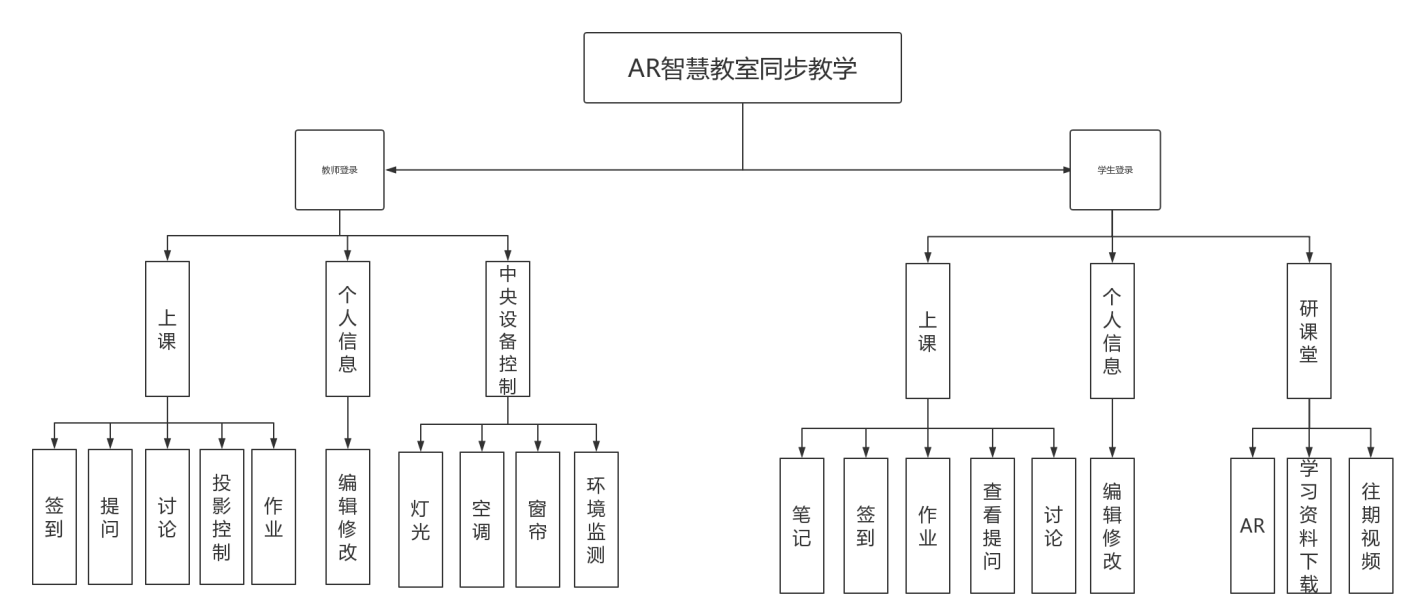 AR智慧教室同步教学
教师登录
学生登录
上课
个人信息
中央设备控制
上课
个人信息
研课堂
签到
提问
讨论
投影控制
作业
编辑修改
灯光
空调
窗帘
环境监测
笔记
签到
作业
查看提问
讨论
编辑修改
AR
学习资料下载
往期视频